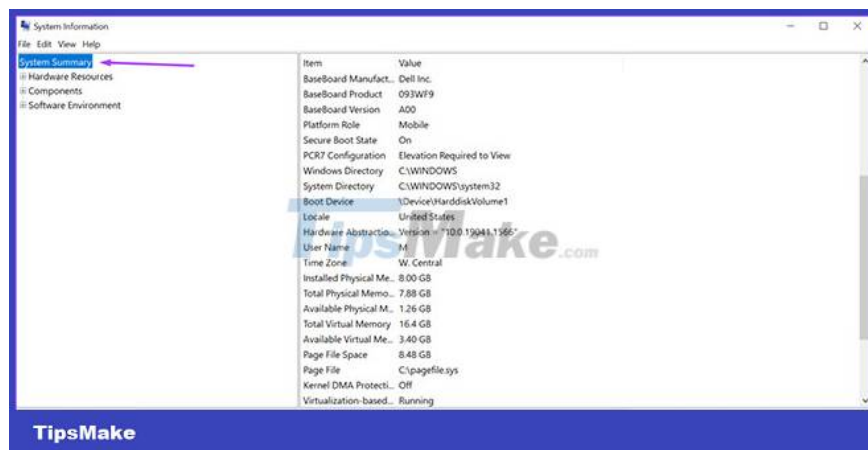 System Information
File Edit View Help
System Summary
Hardware Resources
Components
Software Environment
Item Value
BaseBoard Manufact... Dell Inc.
BaseBoard Product 093WF9
BaseBoard Version A00
Platform Role Mobile
Secure Boot State On
PCR7 Configuration Elevation Required to View
Windows Directory C:\WINDOWS
System Directory C:\WINDOWS\system32
Boot Device \Device\HarddiskVolume1
Locale United States
Hardware Abstractio... Version = "10.0.19041.1566"
User Name M
Time Zone W. Central
Installed Physical Me... 8.00 GB
Total Physical Memo... 7.88 GB
Available Physical M... 1.26 GB
Total Virtual Memory 16.4 GB
Available Virtual Me... 3.40 GB
Page File Space 8.48 GB
Page File C:\pagefile.sys
Kernel DMA Protecti... Off
Virtualization-based... Running
TipsMake.com
TipsMake